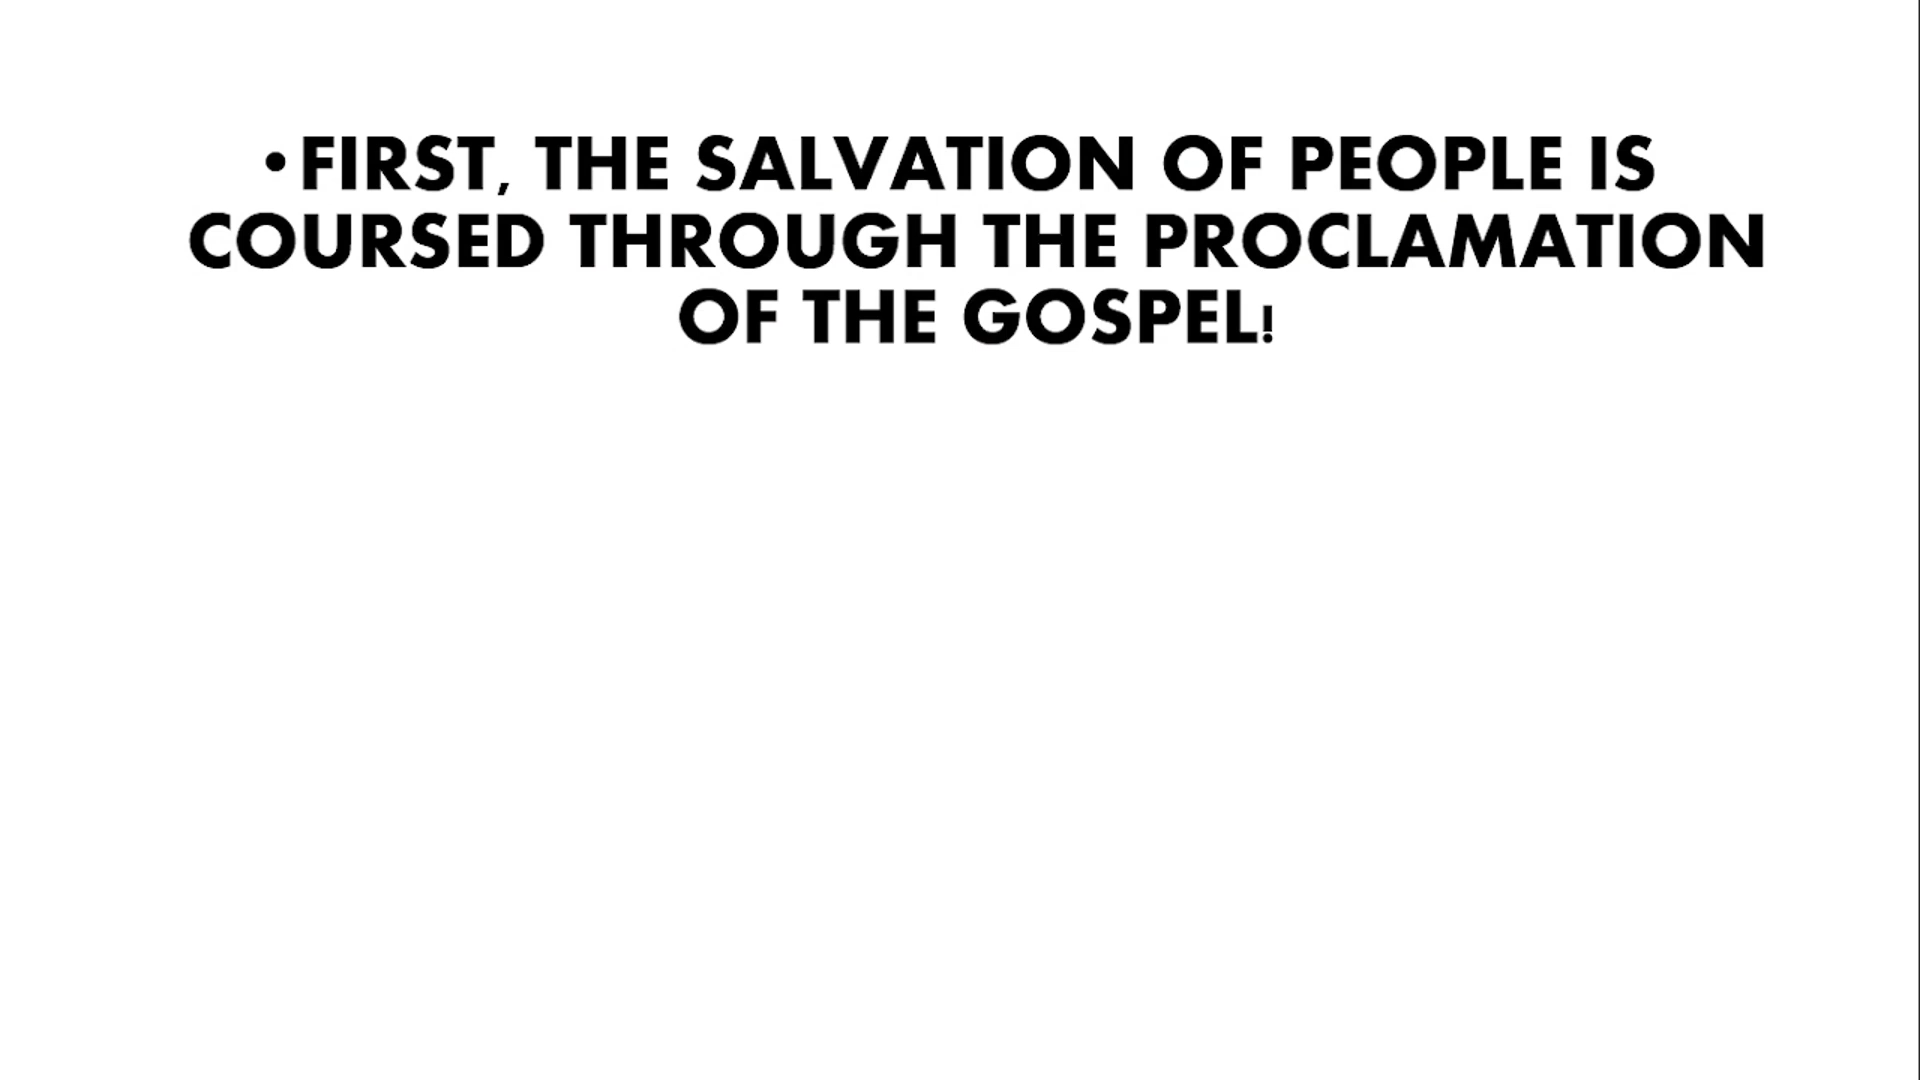 •FIRST, THE SALVATION OF PEOPLE IS
COURSED THROUGH THE PROCLAMATION
OF THE GOSPEL!